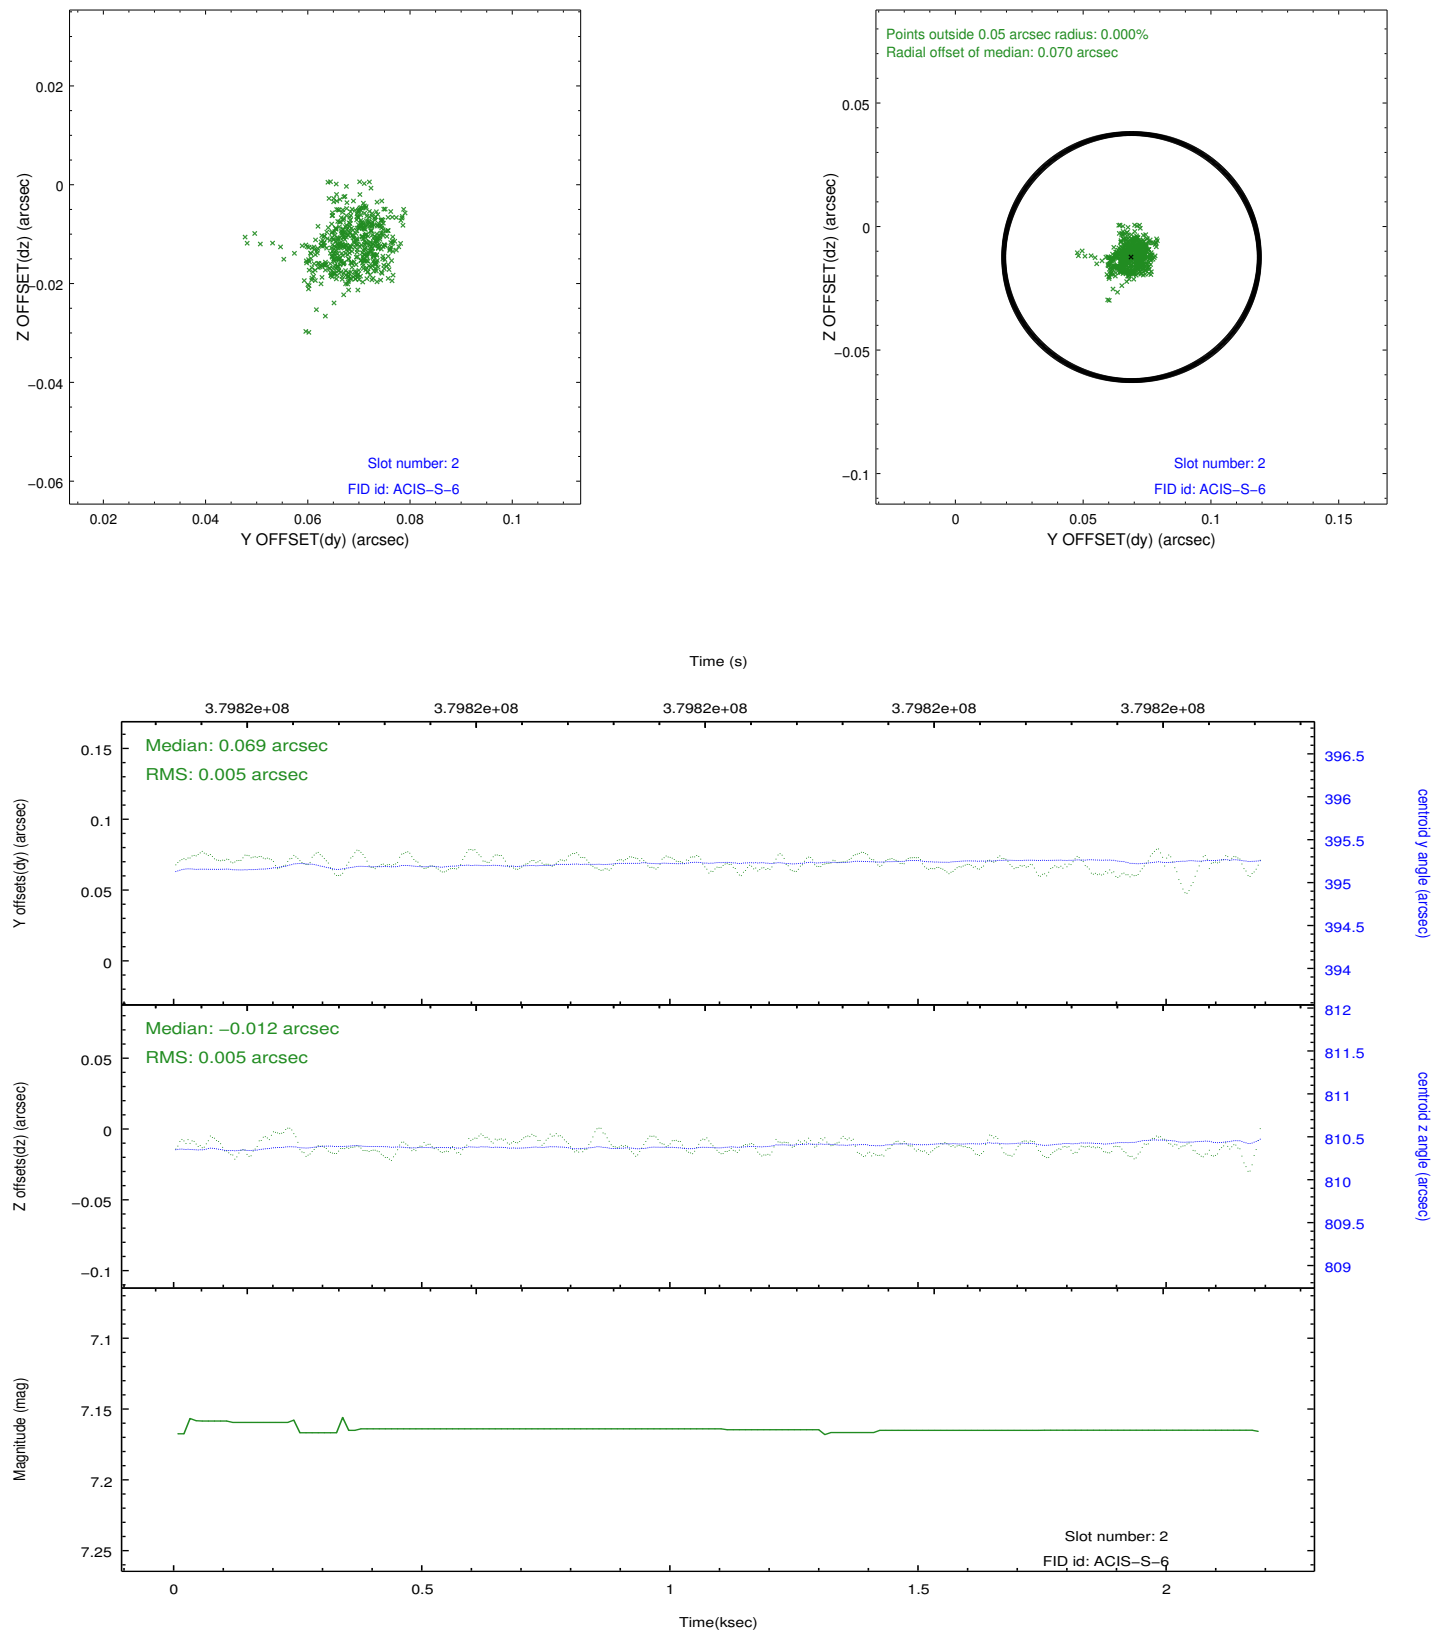 0.02
0
−0.02
−0.04
−0.06
Z OFFSET(dz) (arcsec)
Slot number: 2
FID id: ACIS−S−6
0.02 0.04 0.06 0.08 0.1
Y OFFSET(dy) (arcsec)
Points outside 0.05 arcsec radius: 0.000%
Radial offset of median: 0.070 arcsec
0.05
0
−0.05
−0.1
Z OFFSET(dz) (arcsec)
Slot number: 2
FID id: ACIS−S−6
0 0.05 0.1 0.15
Y OFFSET(dy) (arcsec)
Time (s)
3.7982e+08 3.7982e+08 3.7982e+08 3.7982e+08 3.7982e+08
Median: 0.069 arcsec
RMS: 0.005 arcsec
0.15
0.1
0.05
0
Y offsets(dy) (arcsec)
396.5
396
395.5
395
394.5
394
centroid y angle (arcsec)
Median: −0.012 arcsec
RMS: 0.005 arcsec
0.05
0
−0.05
−0.1
Z offsets(dz) (arcsec)
812
811.5
811
810.5
810
809.5
809
centroid z angle (arcsec)
7.1
7.15
7.2
7.25
Magnitude (mag)
Slot number: 2
FID id: ACIS−S−6
0 0.5 1 1.5 2
Time(ksec)